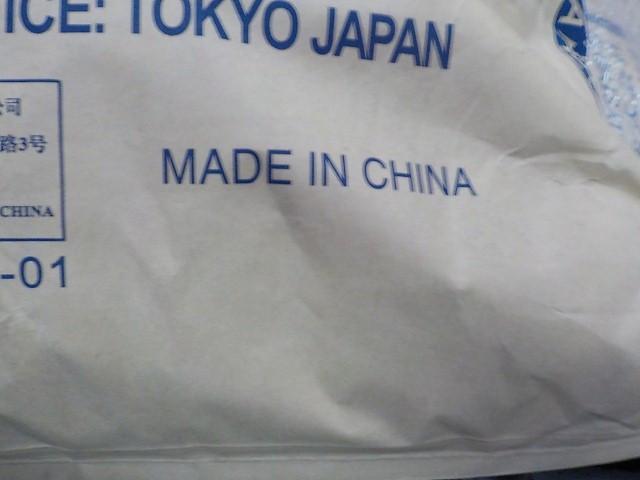 ICE: TOKYO JAPAN
公司
路3号
MADE IN CHINA
CHINA
-01